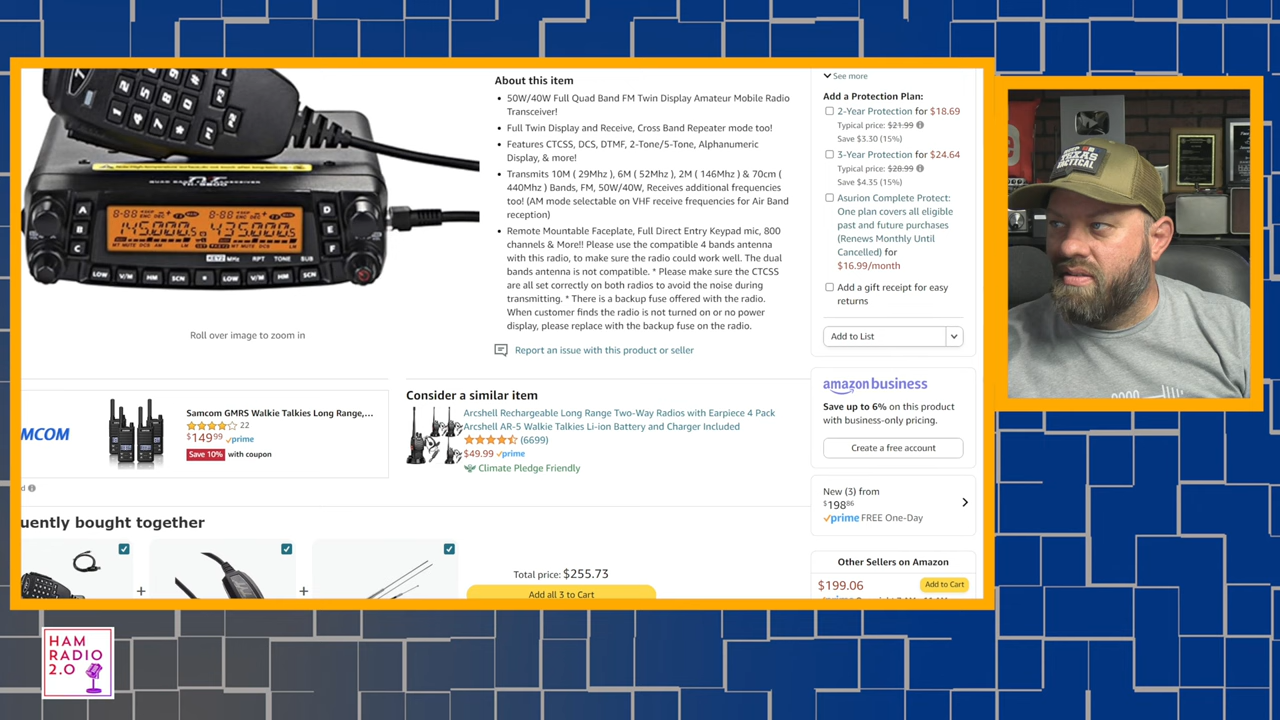 About this item
• 50W/40W Full Quad Band FM Twin Display Amateur Mobile Radio
Transceiver!
• Full Twin Display and Receive, Cross Band Repeater mode too!
• Features CTCSS, DCS, DTMF, 2-Tone/5-Tone, Alphanumeric
Display, & more!
• Transmits 10M ( 29Mhz ), 6M ( 52Mhz ), 2M ( 146Mhz ) & 70cm (
440Mhz ) Bands, FM, 50W/40W, Receives additional frequencies
too! (AM mode selectable on VHF receive frequencies for Air Band
reception)
• Remote Mountable Faceplate, Full Direct Entry Keypad mic, 800
channels & More!! Please use the compatible 4 bands antenna
with this radio, to make sure the radio could work well. The dual
bands antenna is not compatible. * Please make sure the CTCSS
are all set correctly on both radios to avoid the noise during
transmitting. * There is a backup fuse offered with the radio.
When customer finds the radio is not turned on or no power
display, please replace with the backup fuse on the radio.
Report an issue with this product or seller
A
B
C
D
E
F
145.000
435.000
LOW V/M HM SCN LOW V/M HM SCN
Roll over image to zoom in
See more
Add a Protection Plan:
2-Year Protection for $18.69
Typical price: $21.99
Save $3.30 (15%)
3-Year Protection for $24.64
Typical price: $28.99
Save $4.35 (15%)
Asurion Complete Protect:
One plan covers all eligible
past and future purchases
(Renews Monthly Until
Cancelled) for
$16.99/month
Add a gift receipt for easy
returns
Add to List
TEXAS
TACTICAL
MCOM
Samcom GMRS Walkie Talkies Long Range,...
22
$149.99 prime
Save 10% with coupon
d
Consider a similar item
Arcshell Rechargeable Long Range Two-Way Radios with Earpiece 4 Pack
Arcshell AR-5 Walkie Talkies Li-ion Battery and Charger Included
(6699)
$49.99 prime
Climate Pledge Friendly
amazon business
Save up to 6% on this product
with business-only pricing.
Create a free account
New (3) from
$198.86
prime FREE One-Day
Other Sellers on Amazon
$199.06
Add to Cart
uently bought together
+
+
Total price: $255.73
Add all 3 to Cart
HAM
RADIO
2.0